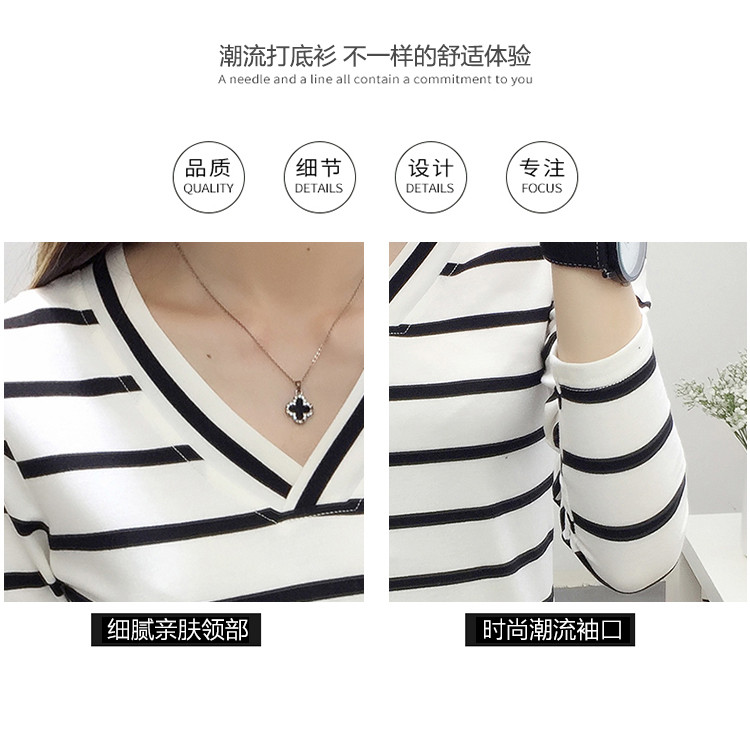 潮流打底衫 不一样的舒适体验
A needle and a line all contain a commitment to you
品质
QUALITY
细节
DETAILS
设计
DETAILS
专注
FOCUS
细腻亲肤领部
时尚潮流袖口